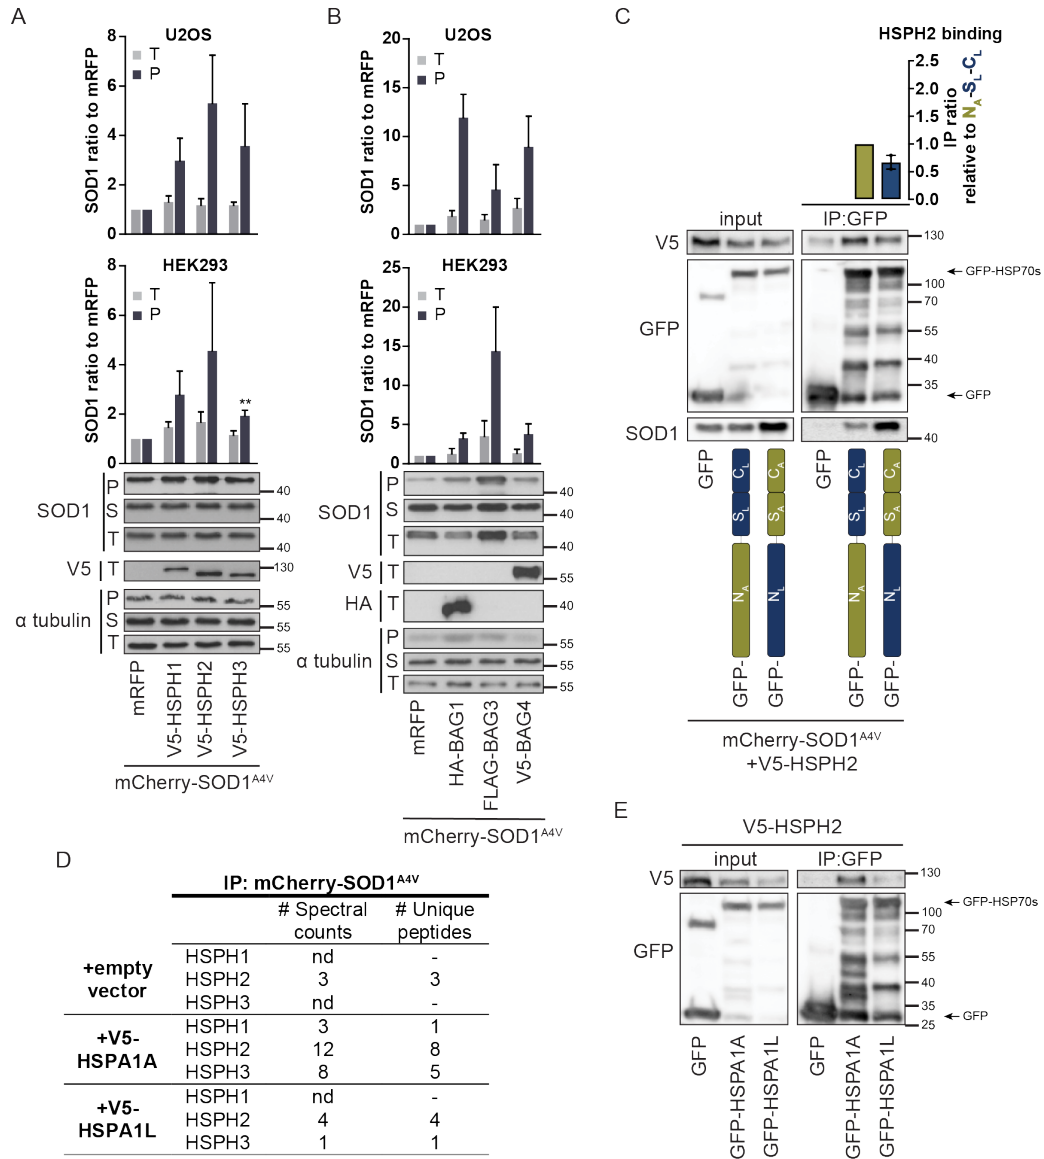 A
U2OS
SOD1 ratio to mRFP
8
6
4
2
0
T
P
HEK293
SOD1 ratio to mRFP
8
6
4
2
0
T
P
**
SOD1
P
40
S
40
T
40
V5
T
130
α tubulin
P
55
S
55
T
55
mRFP
V5-HSPH1
V5-HSPH2
V5-HSPH3
mCherry-SOD1A4V
B
U2OS
SOD1 ratio to mRFP
20
15
10
5
0
T
P
HEK293
SOD1 ratio to mRFP
25
20
15
10
5
0
T
P
SOD1
P
40
S
40
T
40
V5
T
55
HA
T
40
α tubulin
P
55
S
55
T
55
mRFP
HA-BAG1
FLAG-BAG3
V5-BAG4
mCherry-SOD1A4V
C
HSPH2 binding
2.5
2.0
1.5
1.0
0.5
0.0
IP ratio
relative to NA-SL-CL
input
IP:GFP
V5
130
GFP
GFP-HSP70s
100
70
55
40
35
GFP
SOD1
40
GFP
GFP- NA SL CL
GFP- NL SA CA
GFP
GFP- NA SL CL
GFP- NL SA CA
mCherry-SOD1A4V
+V5-HSPH2
D
IP: mCherry-SOD1A4V
# Spectral counts
# Unique peptides
+empty vector
HSPH1 nd -
HSPH2 3 3
HSPH3 nd -
+V5-HSPA1A
HSPH1 3 1
HSPH2 12 8
HSPH3 8 5
+V5-HSPA1L
HSPH1 nd -
HSPH2 4 4
HSPH3 1 1
E
V5-HSPH2
input
IP:GFP
V5
130
GFP
GFP-HSP70s
100
70
55
40
35
25
GFP
GFP
GFP-HSPA1A
GFP-HSPA1L
GFP
GFP-HSPA1A
GFP-HSPA1L